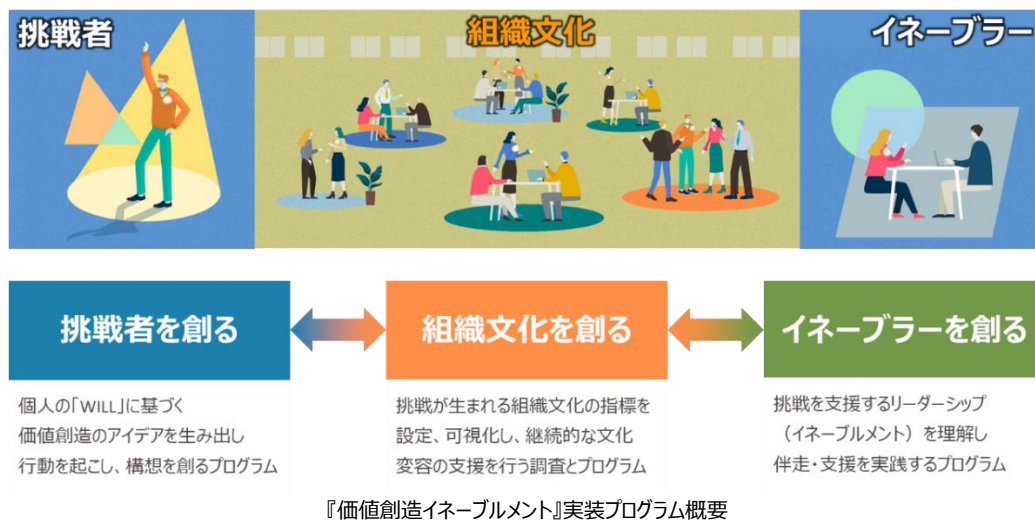 挑戦者
組織文化
イネーブラー
挑戦者を創る
組織文化を創る
イネーブラーを創る
個人の「WILL」に基づく
価値創造のアイデアを生み出し
行動を起こし、構想を創るプログラム
挑戦が生まれる組織文化の指標を
設定、可視化し、継続的な文化
変容の支援を行う調査とプログラム
挑戦を支援するリーダーシップ
（イネーブルメント）を理解し
伴走・支援を実践するプログラム
『価値創造イネーブルメント』実装プログラム概要